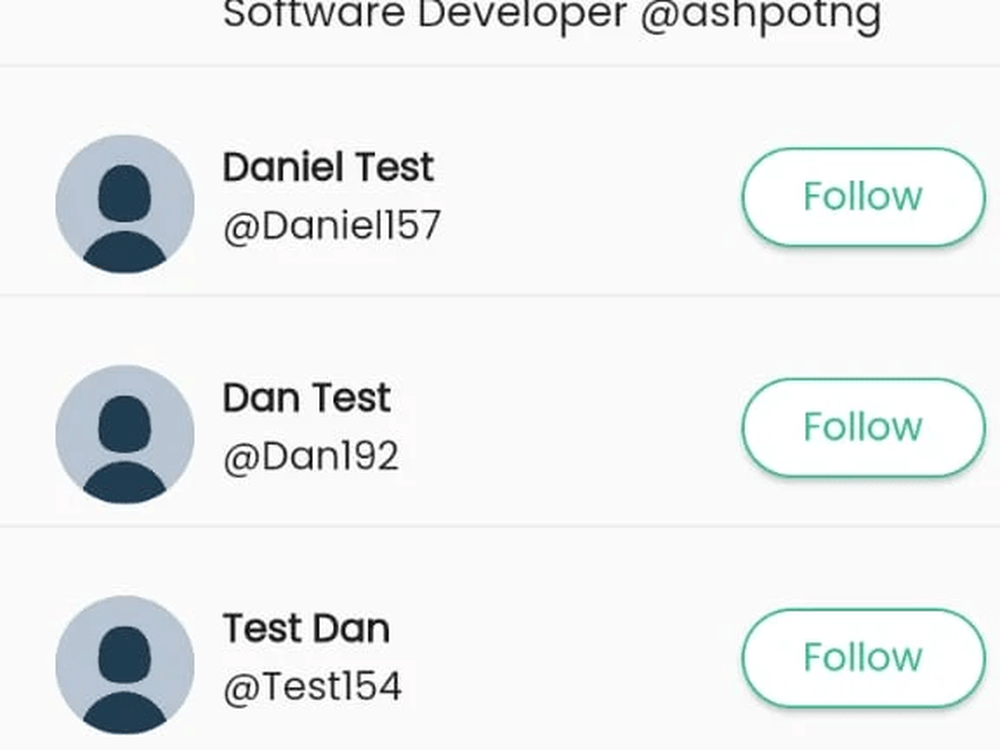 Software Developer @ashpotng
Daniel Test
@Daniel157
Follow
Dan Test
@Dan192
Follow
Test Dan
@Test154
Follow